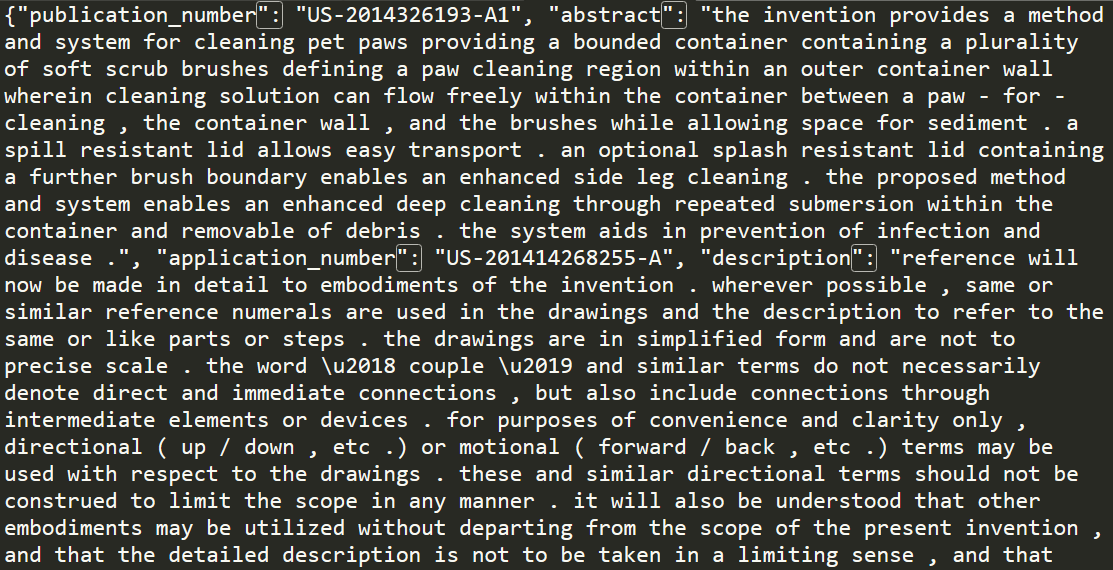 {"publication_number": "US-2014326193-A1", "abstract": "the invention provides a method
and system for cleaning pet paws providing a bounded container containing a plurality
of soft scrub brushes defining a paw cleaning region within an outer container wall
wherein cleaning solution can flow freely within the container between a paw - for -
cleaning , the container wall , and the brushes while allowing space for sediment . a
spill resistant lid allows easy transport . an optional splash resistant lid containing
a further brush boundary enables an enhanced side leg cleaning . the proposed method
and system enables an enhanced deep cleaning through repeated submersion within the
container and removable of debris . the system aids in prevention of infection and
disease .", "application_number": "US-201414268255-A", "description": "reference will
now be made in detail to embodiments of the invention . wherever possible , same or
similar reference numerals are used in the drawings and the description to refer to the
same or like parts or steps . the drawings are in simplified form and are not to
precise scale . the word \u2018 couple \u2019 and similar terms do not necessarily
denote direct and immediate connections , but also include connections through
intermediate elements or devices . for purposes of convenience and clarity only ,
directional ( up / down , etc .) or motional ( forward / back , etc .) terms may be
used with respect to the drawings . these and similar directional terms should not be
construed to limit the scope in any manner . it will also be understood that other
embodiments may be utilized without departing from the scope of the present invention ,
and that the detailed description is not to be taken in a limiting sense , and that